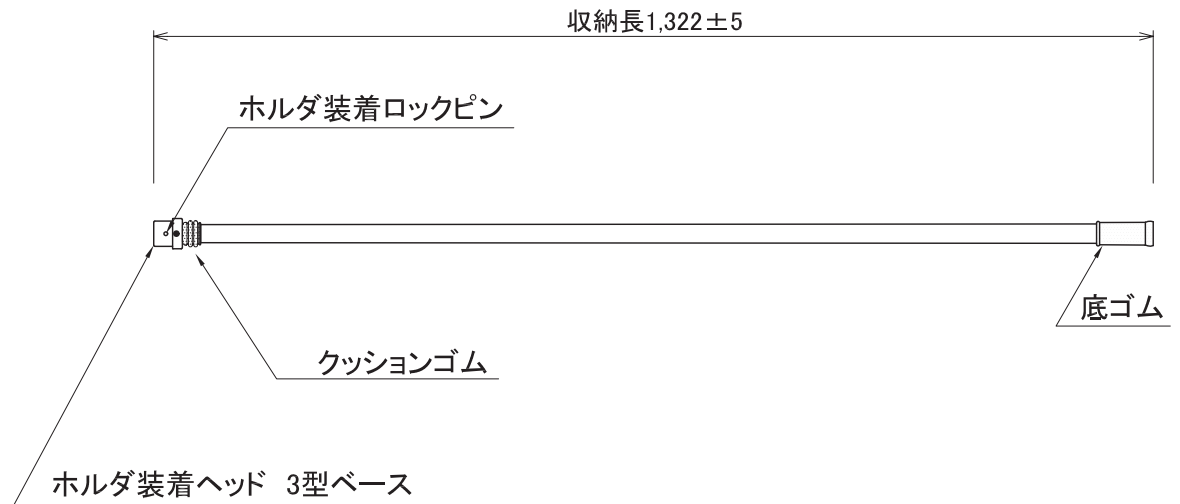 収納長1,322±5
ホルダ装着ロックピン
底ゴム
クッションゴム
ホルダ装着ヘッド 3型ベース